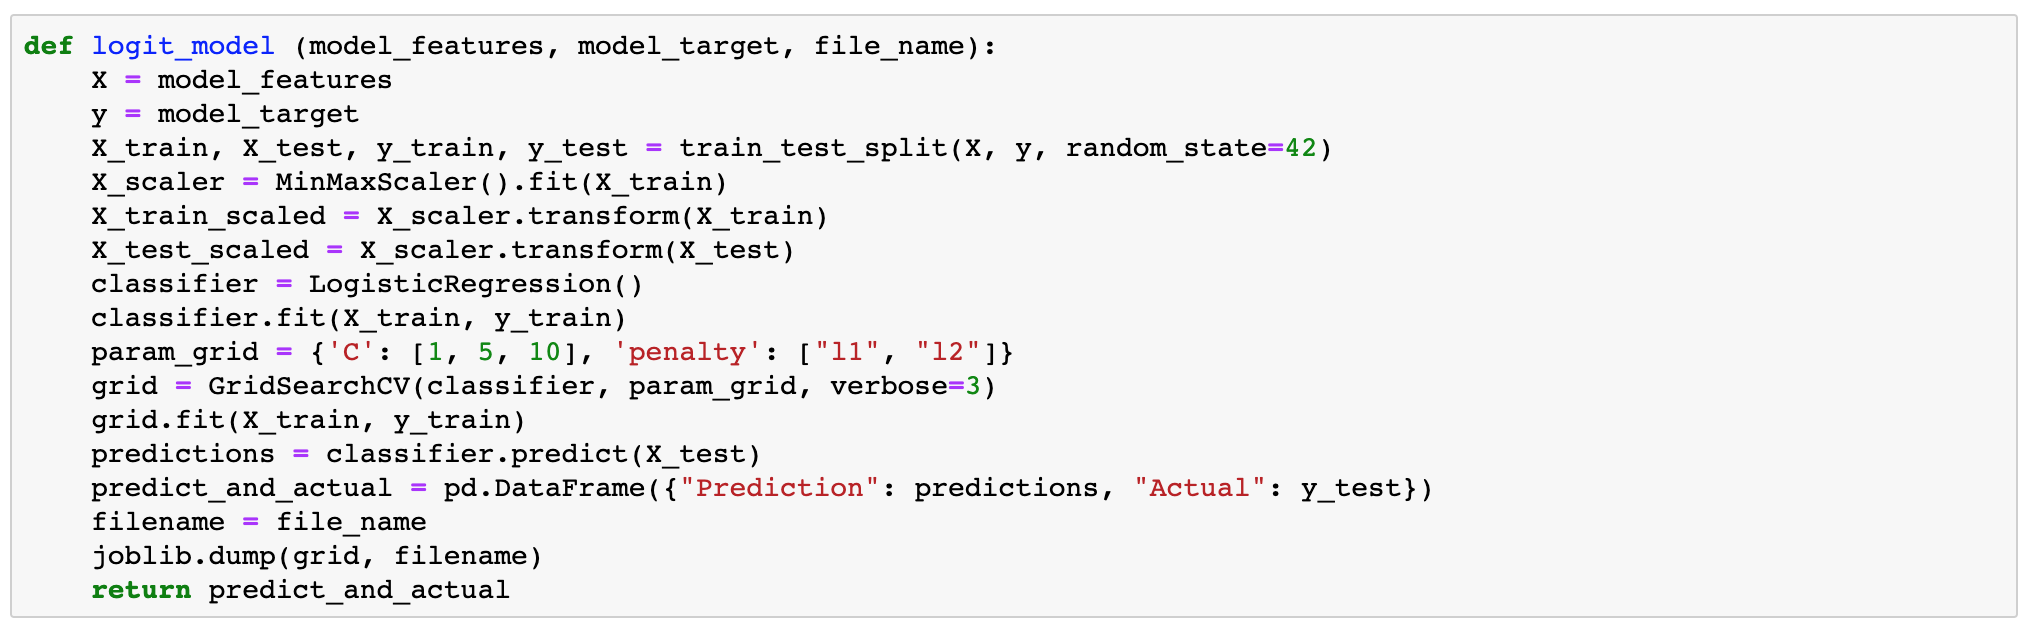 def logit_model (model_features, model_target, file_name):
    X = model_features
    y = model_target
    X_train, X_test, y_train, y_test = train_test_split(X, y, random_state=42)
    X_scaler = MinMaxScaler().fit(X_train)
    X_train_scaled = X_scaler.transform(X_train)
    X_test_scaled = X_scaler.transform(X_test)
    classifier = LogisticRegression()
    classifier.fit(X_train, y_train)
    param_grid = {'C': [1, 5, 10], 'penalty': ["l1", "l2"]}
    grid = GridSearchCV(classifier, param_grid, verbose=3)
    grid.fit(X_train, y_train)
    predictions = classifier.predict(X_test)
    predict_and_actual = pd.DataFrame({"Prediction": predictions, "Actual": y_test})
    filename = file_name
    joblib.dump(grid, filename)
    return predict_and_actual